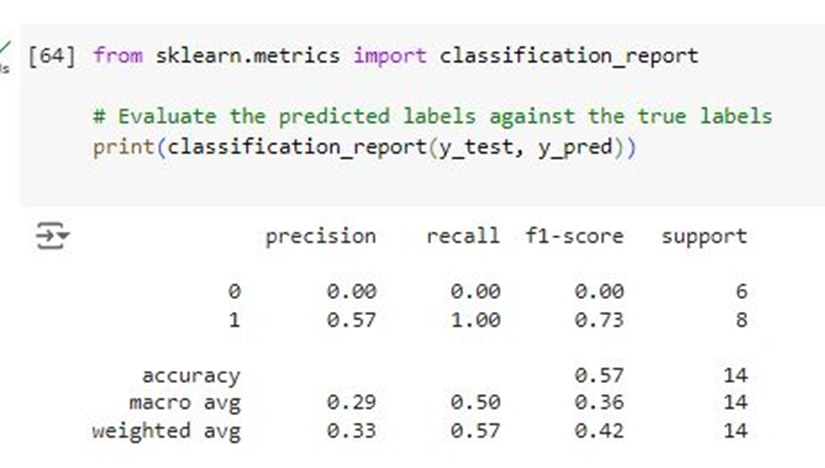 [64] from sklearn.metrics import classification_report
# Evaluate the predicted labels against the true labels
print(classification_report(y_test, y_pred))
precision recall f1-score support
0 0.00 0.00 0.00 6
1 0.57 1.00 0.73 8
accuracy 0.57 14
macro avg 0.29 0.50 0.36 14
weighted avg 0.33 0.57 0.42 14